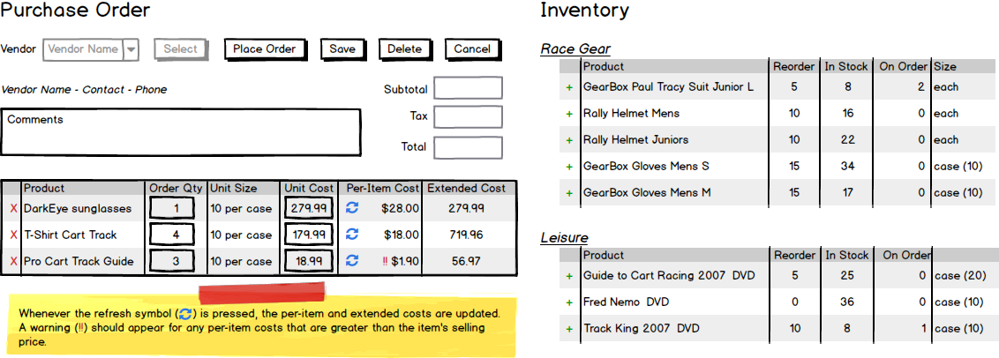 Purchase Order
Vendor Vendor Name Select Place Order Save Delete Cancel
Vendor Name - Contact - Phone
Subtotal
Tax
Total
Comments
Product Order Qty Unit Size Unit Cost Per-Item Cost Extended Cost
X DarkEye sunglasses 1 10 per case 279.99 $28.00 279.99
X T-Shirt Cart Track 4 10 per case 179.99 $18.00 719.96
X Pro Cart Track Guide 3 10 per case 18.99 !! $1.90 56.97
Whenever the refresh symbol () is pressed, the per-item and extended costs are updated.
A warning (!!) should appear for any per-item costs that are greater than the item's selling
price.
Inventory
Race Gear
Product Reorder In Stock On Order Size
+ GearBox Paul Tracy Suit Junior L 5 8 2 each
+ Rally Helmet Mens 10 16 0 each
+ Rally Helmet Juniors 10 22 0 each
+ GearBox Gloves Mens S 15 34 0 case (10)
+ GearBox Gloves Mens M 15 17 0 case (10)
Leisure
Product Reorder In Stock On Order
+ Guide to Cart Racing 2007 DVD 5 25 0 case (20)
+ Fred Nemo DVD 0 36 0 case (10)
+ Track King 2007 DVD 10 8 1 case (10)